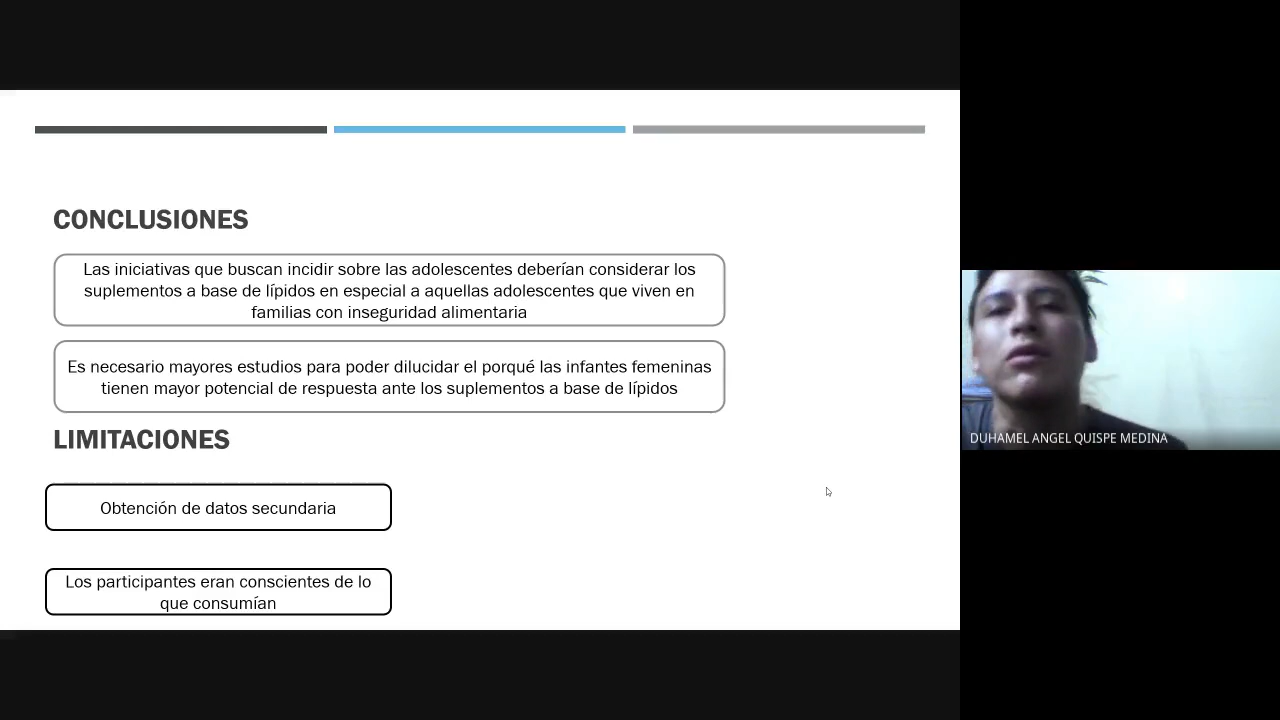 CONCLUSIONES
Las iniciativas que buscan incidir sobre las adolescentes deberían considerar los
suplementos a base de lípidos en especial a aquellas adolescentes que viven en
familias con inseguridad alimentaria
Es necesario mayores estudios para poder dilucidar el porqué las infantes femeninas
tienen mayor potencial de respuesta ante los suplementos a base de lípidos
LIMITACIONES
Obtención de datos secundaria
Los participantes eran conscientes de lo
que consumían
DUHAMEL ANGEL QUISPE MEDINA